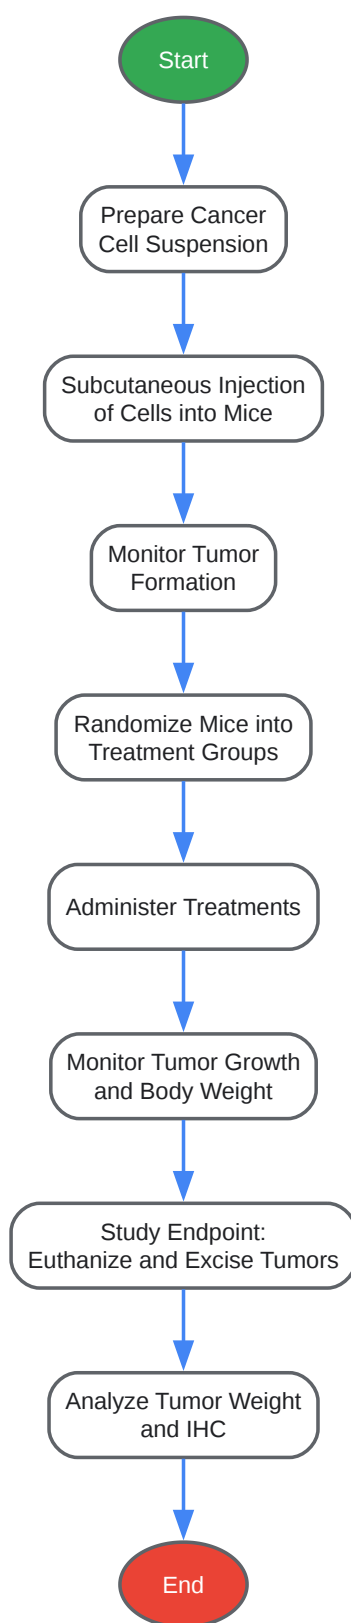 Start
Prepare Cancer
Cell Suspension
Subcutaneous Injection
of Cells into Mice
Monitor Tumor
Formation
Randomize Mice into
Treatment Groups
Administer Treatments
Monitor Tumor Growth
and Body Weight
Study Endpoint:
Euthanize and Excise Tumors
Analyze Tumor Weight
and IHC
End